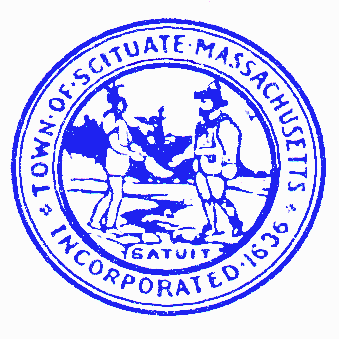 TOWN·OF·SCITUATE·MASSACHUSETTS
INCORPORATED·1636
SATUIT